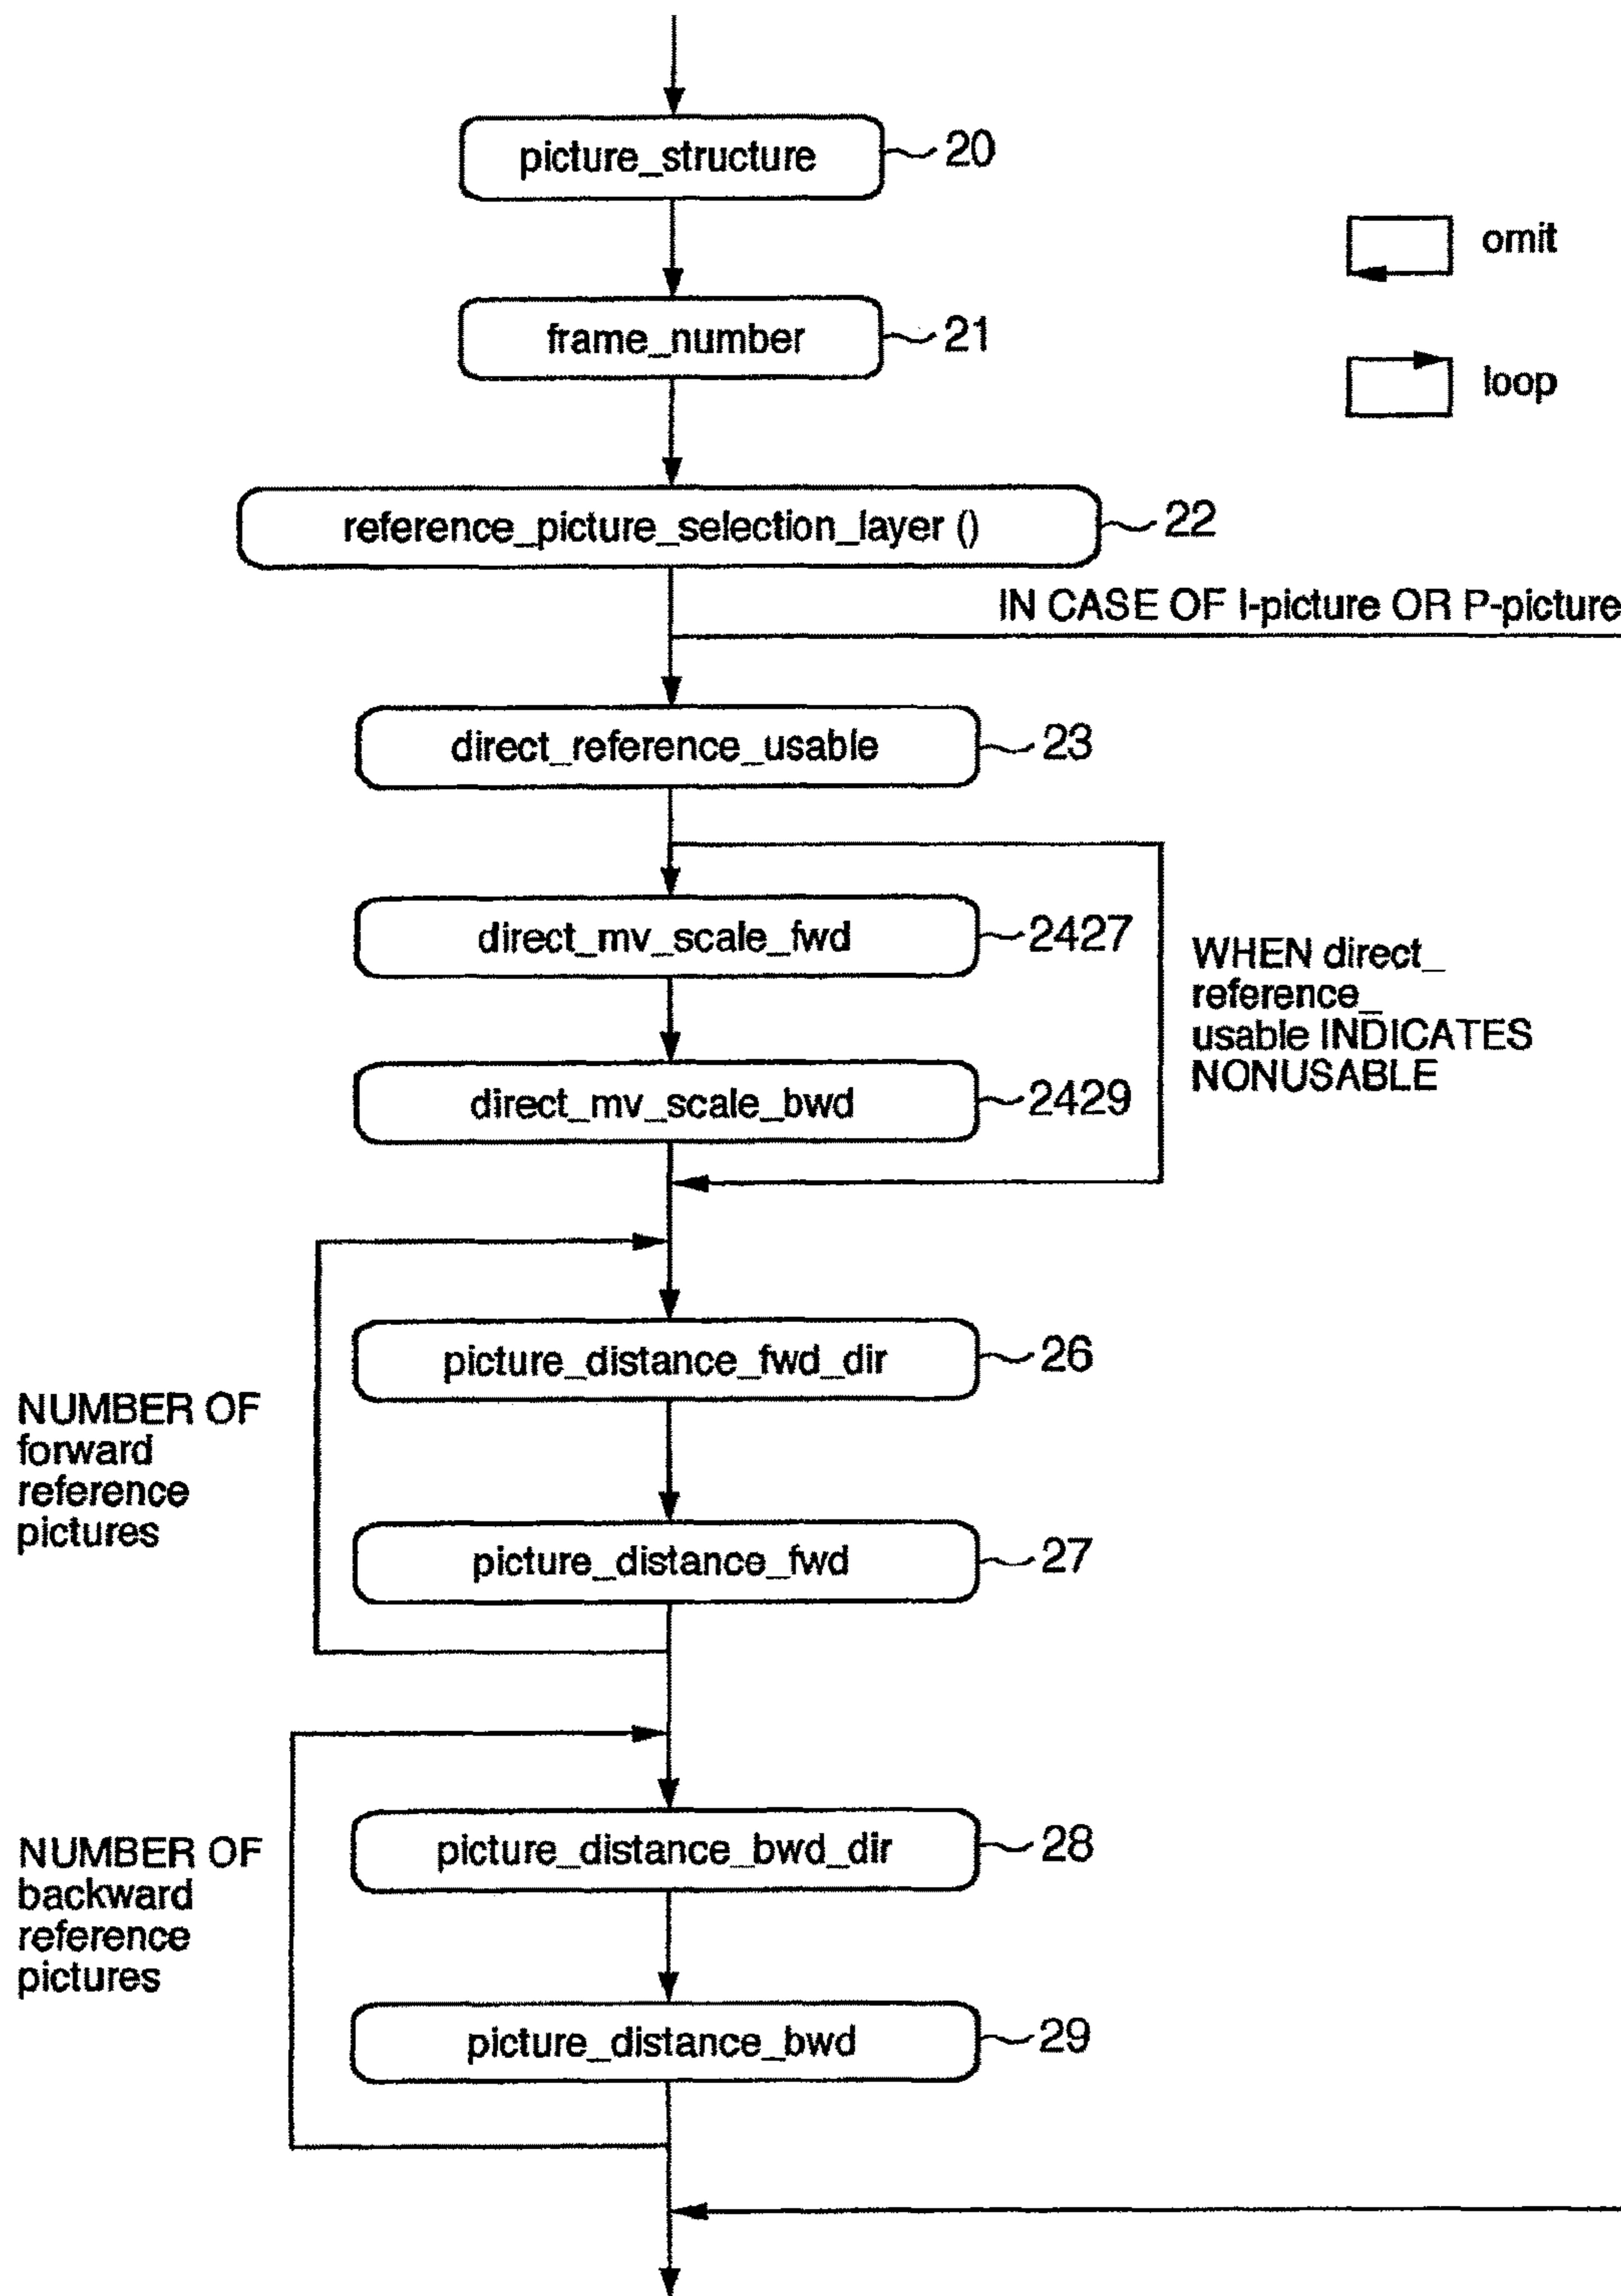 picture_structure
20
omit
frame_number
21
loop
reference_picture_selection_layer ()
22
IN CASE OF I-picture OR P-picture
direct_reference_usable
23
direct_mv_scale_fwd
2427
WHEN direct_
reference_
usable INDICATES
NONUSABLE
direct_mv_scale_bwd
2429
picture_distance_fwd_dir
26
NUMBER OF
forward
reference
pictures
picture_distance_fwd
27
picture_distance_bwd_dir
28
NUMBER OF
backward
reference
pictures
picture_distance_bwd
29